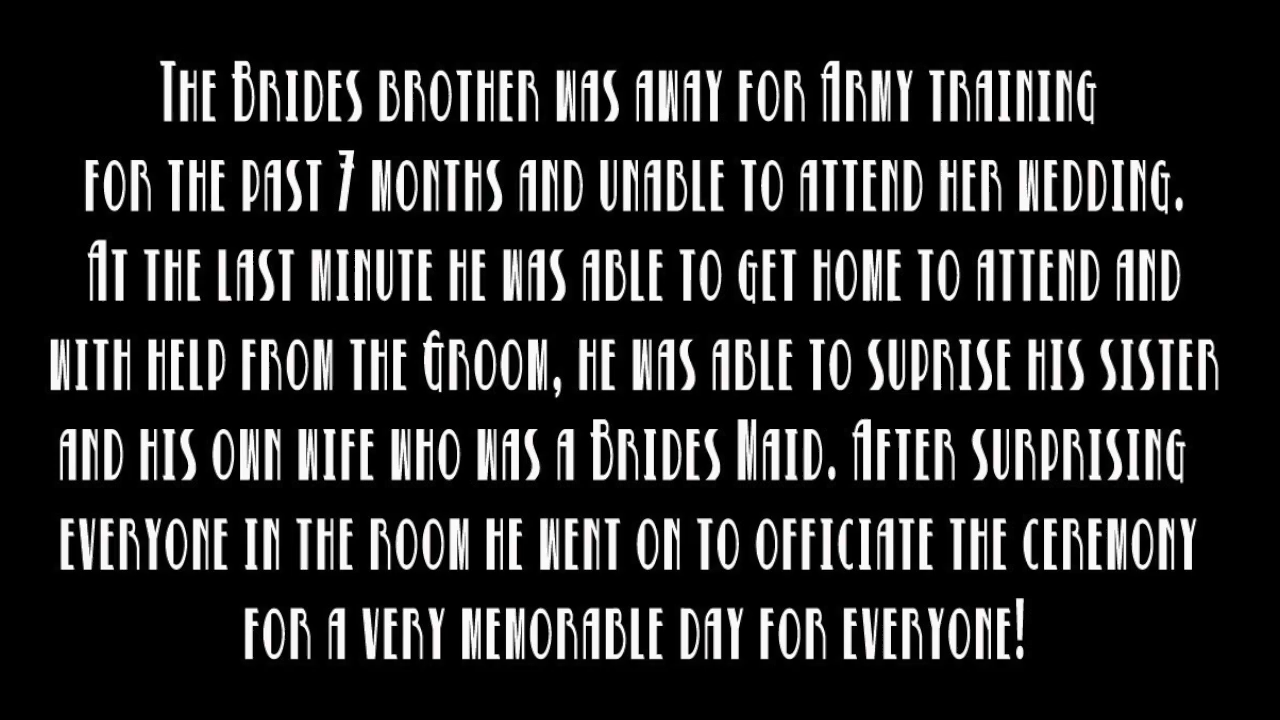 The Brides brother was away for Army training
for the past 7 months and unable to attend her wedding.
At the last minute he was able to get home to attend and
with help from the Groom, he was able to suprise his sister
and his own wife who was a Brides Maid. After surprising
everyone in the room he went on to officiate the ceremony
for a very memorable day for everyone!